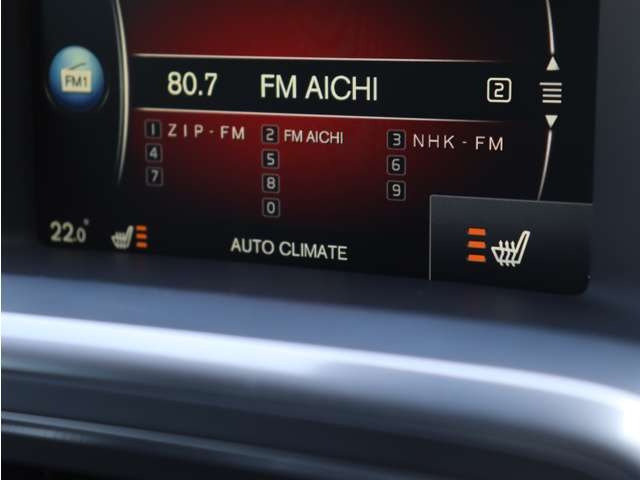 FM1
80.7 FM AICHI 2
1 ZIP-FM 2 FM AICHI 3 NHK-FM
4 5 6
7 8 9
0
22.0°
AUTO CLIMATE